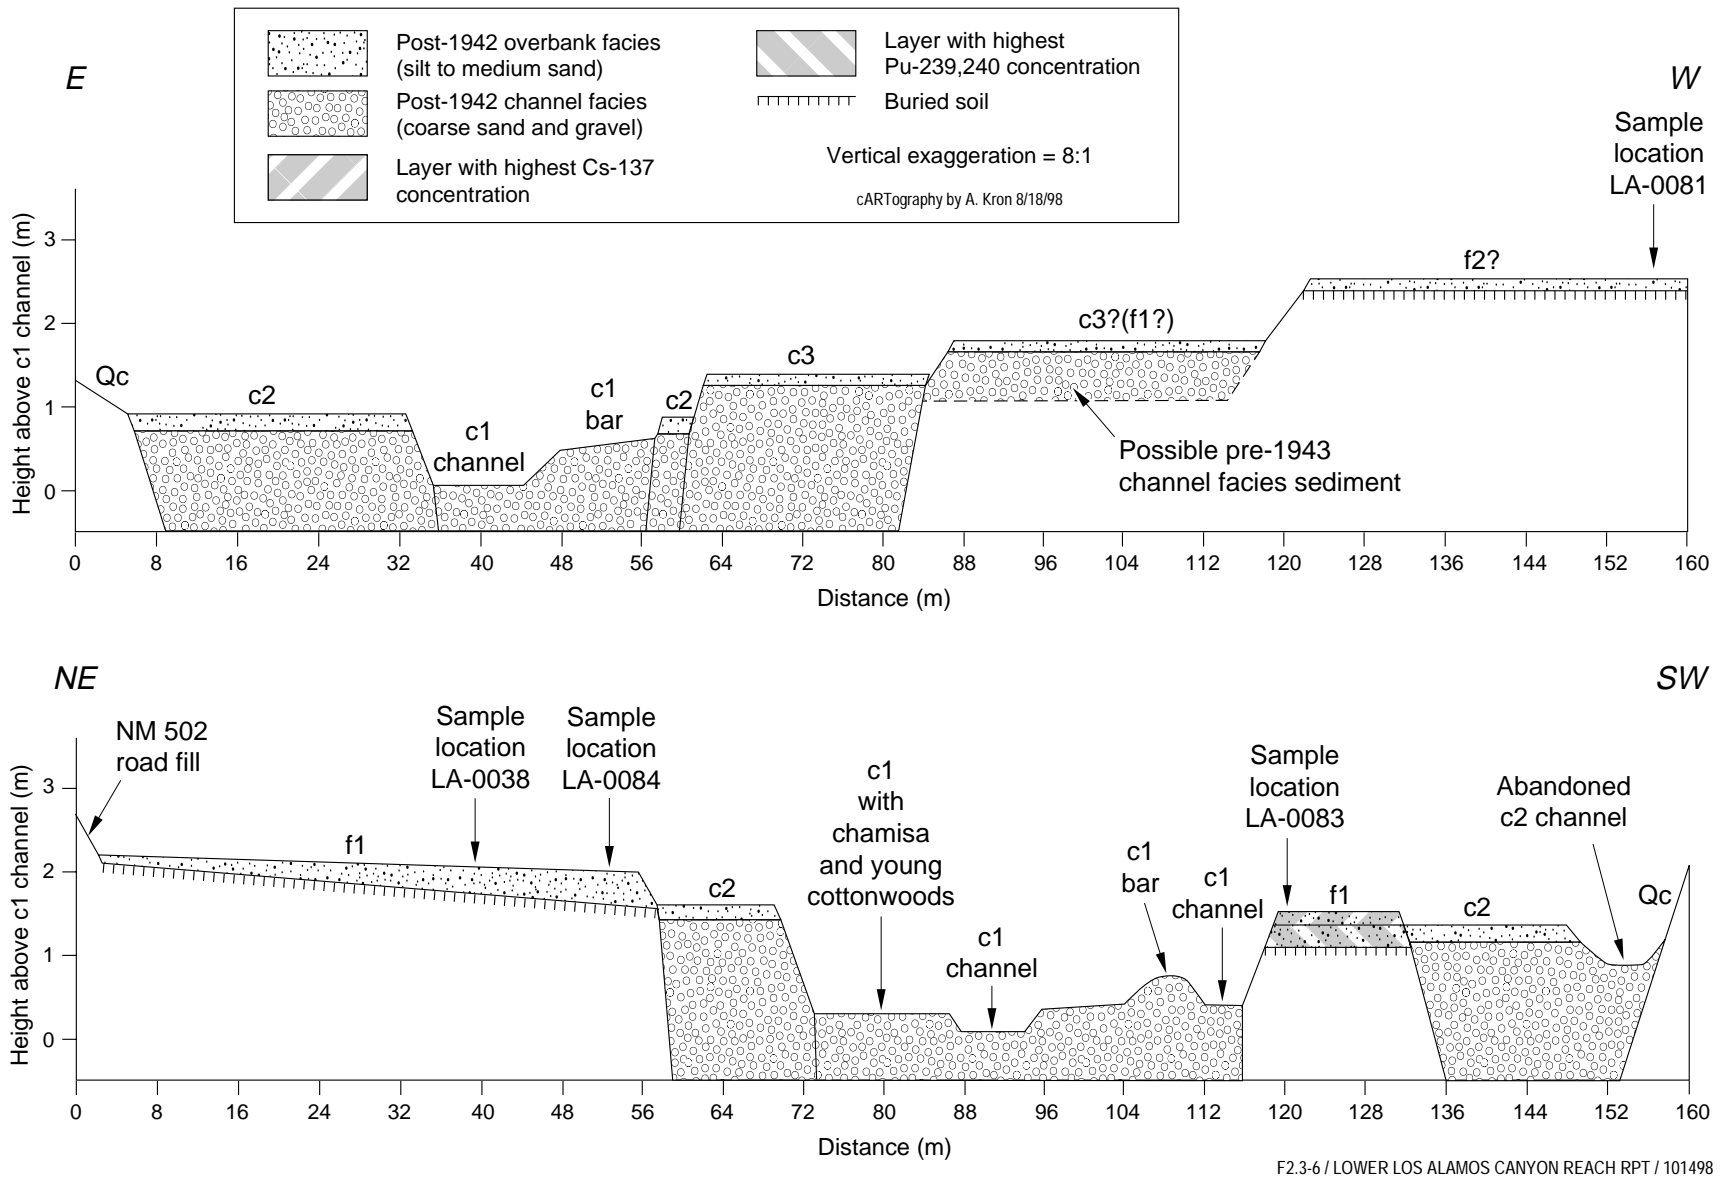 Post-1942 overbank facies
(silt to medium sand)
Post-1942 channel facies
(coarse sand and gravel)
Layer with highest Cs-137
concentration
Layer with highest
Pu-239,240 concentration
Buried soil
Vertical exaggeration = 8:1
cARTography by A. Kron 8/18/98
E
W
Sample
location
LA-0081
Height above c1 channel (m)
3
2
1
0
Qc
c2
c1
channel
c1
bar
c2
c3
c3?(f1?)
f2?
Possible pre-1943
channel facies sediment
0 8 16 24 32 40 48 56 64 72 80 88 96 104 112 120 128 136 144 152 160
Distance (m)
NE
SW
NM 502
road fill
Sample
location
LA-0038
Sample
location
LA-0084
c1
with
chamisa
and young
cottonwoods
c1
channel
c1
bar
c1
channel
Sample
location
LA-0083
Abandoned
c2 channel
Height above c1 channel (m)
3
2
1
0
f1
c2
f1
c2
Qc
0 8 16 24 32 40 48 56 64 72 80 88 96 104 112 120 128 136 144 152 160
Distance (m)
F2.3-6 / LOWER LOS ALAMOS CANYON REACH RPT / 101498